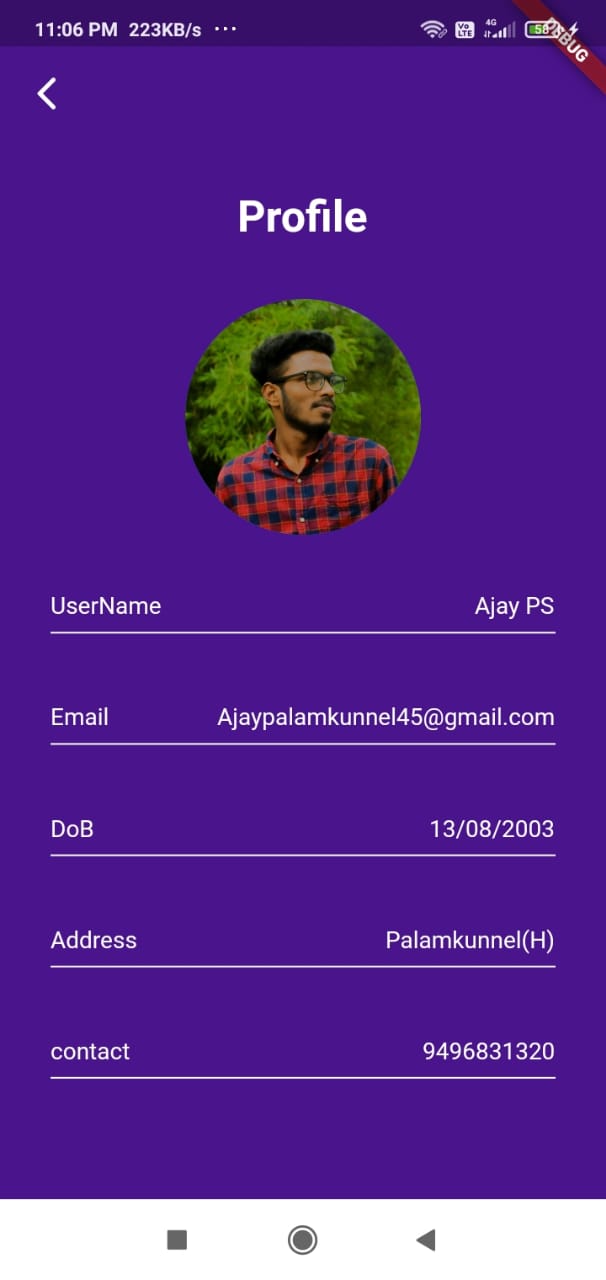 11:06 PM 223KB/s ...
Vo LTE 4G 58
DEBUG
Profile
UserName Ajay PS
Email Ajaypalamkunnel45@gmail.com
DoB 13/08/2003
Address Palamkunnel(H)
contact 9496831320